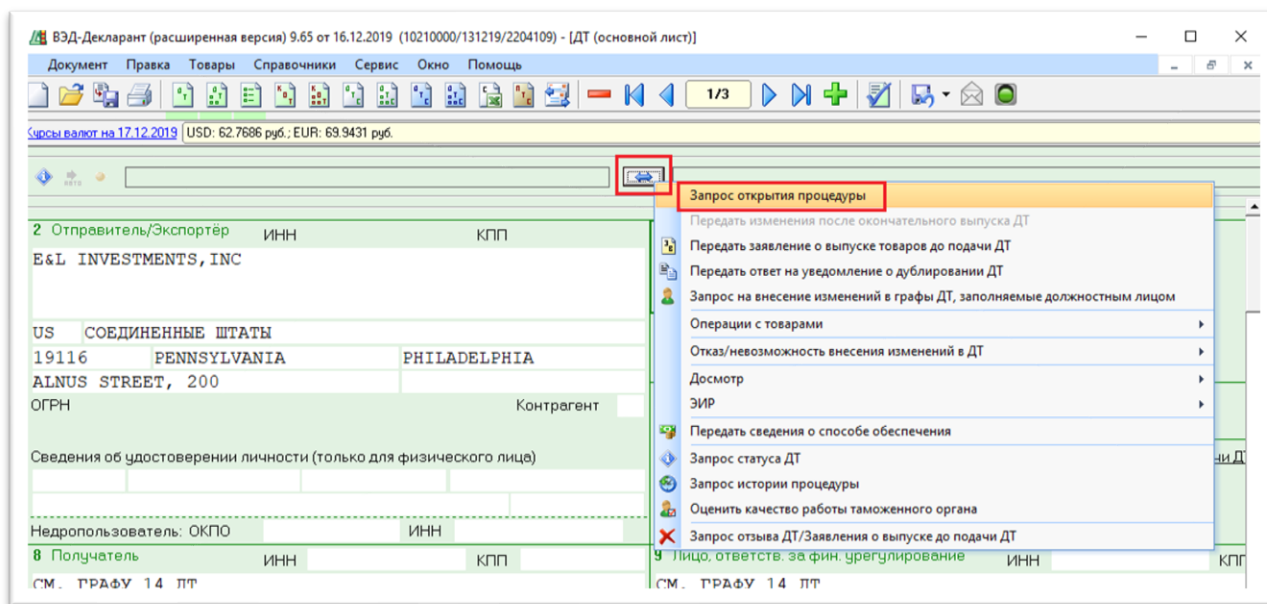 ВЭД-Декларант (расширенная версия) 9.65 от 16.12.2019 (10210000/131219/2204109) - [ДТ (основной лист)]
Документ Правка Товары Справочники Сервис Окно Помощь
1/3
Курсы валют на 17.12.2019 USD: 62.7686 руб.; EUR: 69.9431 руб.
Запрос открытия процедуры
Передать изменения после окончательного выпуска ДТ
Передать заявление о выпуске товаров до подачи ДТ
Передать ответ на уведомление о дублировании ДТ
Запрос на внесение изменений в графы ДТ, заполняемые должностным лицом
Операции с товарами
Отказ/невозможность внесения изменений в ДТ
Досмотр
ЭИР
Передать сведения о способе обеспечения
Запрос статуса ДТ
Запрос истории процедуры
Оценить качество работы таможенного органа
Запрос отзыва ДТ/Заявления о выпуске до подачи ДТ
2 Отправитель/Экспортёр ИНН КПП
E&L INVESTMENTS,INC
US СОЕДИНЕННЫЕ ШТАТЫ
19116 PENNSYLVANIA PHILADELPHIA
ALNUS STREET, 200
ОГРН Контрагент
Сведения об удостоверении личности (только для физического лица)
Недропользователь: ОКПО ИНН
8 Получатель ИНН КПП
СМ. ГРАФУ 14 ДТ
9 Лицо, ответств. за фин. урегулирование ИНН КПП
СМ. ГРАФУ 14 ДТ